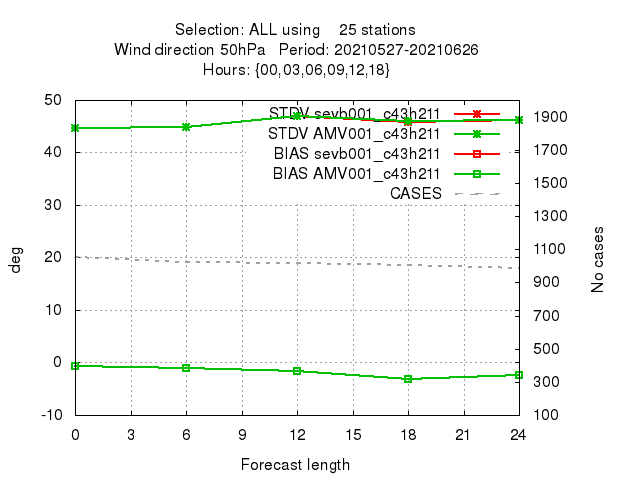 Selection: ALL using 25 stations
Wind direction 50hPa Period: 20210527-20210626
Hours: {00,03,06,09,12,18}
STDV sevb001_c43h211
STDV AMV001_c43h211
BIAS sevb001_c43h211
BIAS AMV001_c43h211
CASES
50
40
30
20
10
0
-10
deg
1900
1700
1500
1300
1100
900
700
500
300
100
No cases
0 3 6 9 12 15 18 21 24
Forecast length